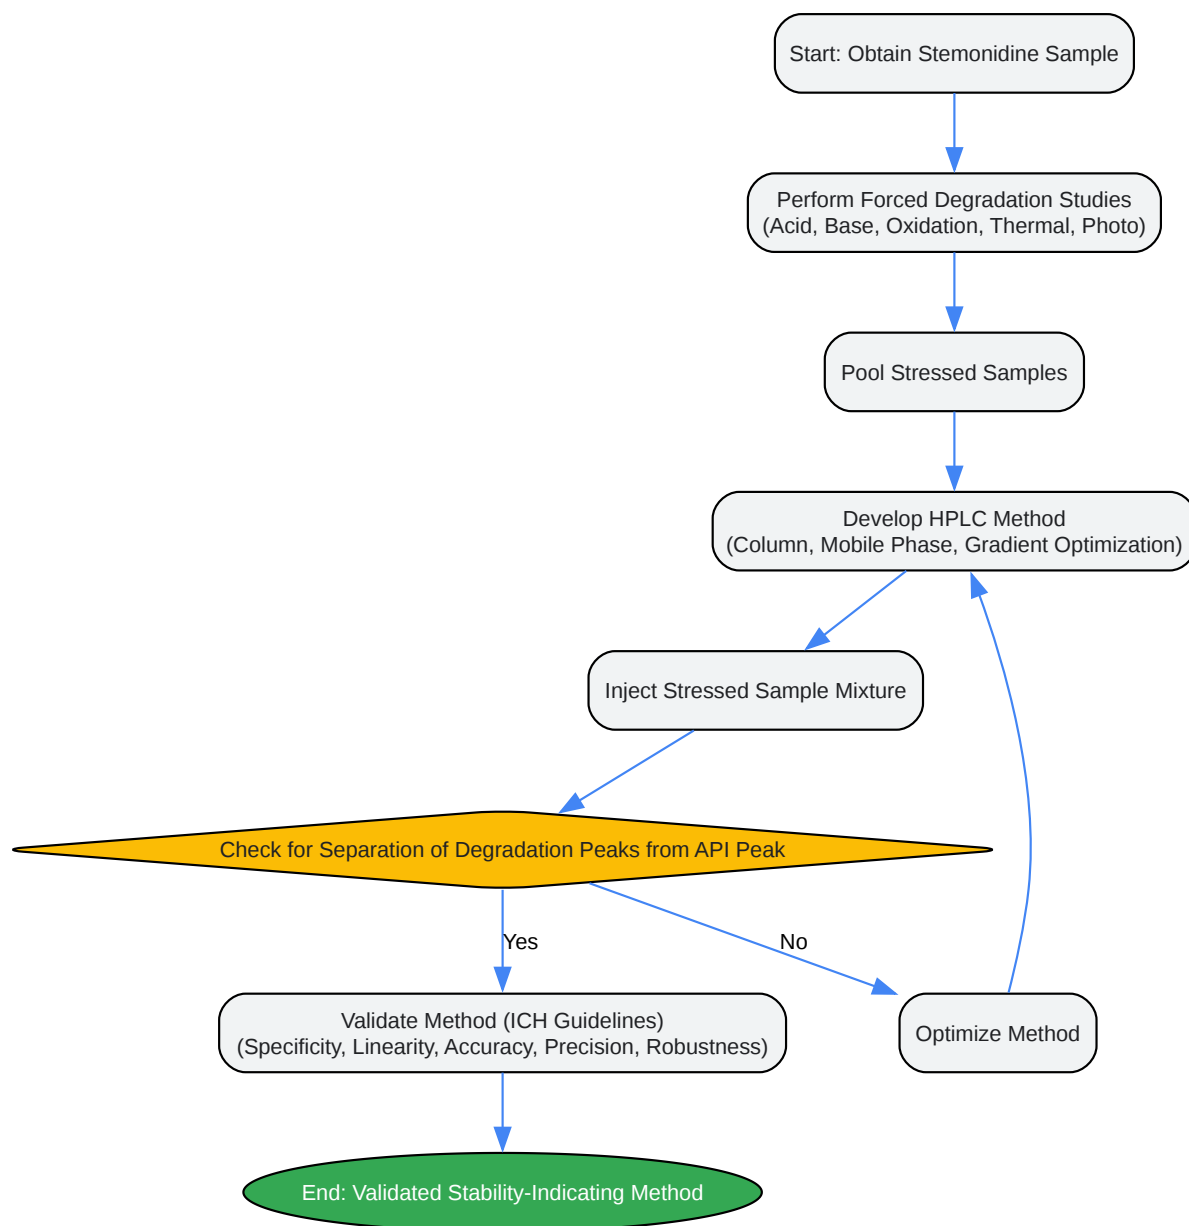 Start: Obtain Stemonidine Sample
Perform Forced Degradation Studies
(Acid, Base, Oxidation, Thermal, Photo)
Pool Stressed Samples
Develop HPLC Method
(Column, Mobile Phase, Gradient Optimization)
Inject Stressed Sample Mixture
Check for Separation of Degradation Peaks from API Peak
Yes
No
Validate Method (ICH Guidelines)
(Specificity, Linearity, Accuracy, Precision, Robustness)
Optimize Method
End: Validated Stability-Indicating Method